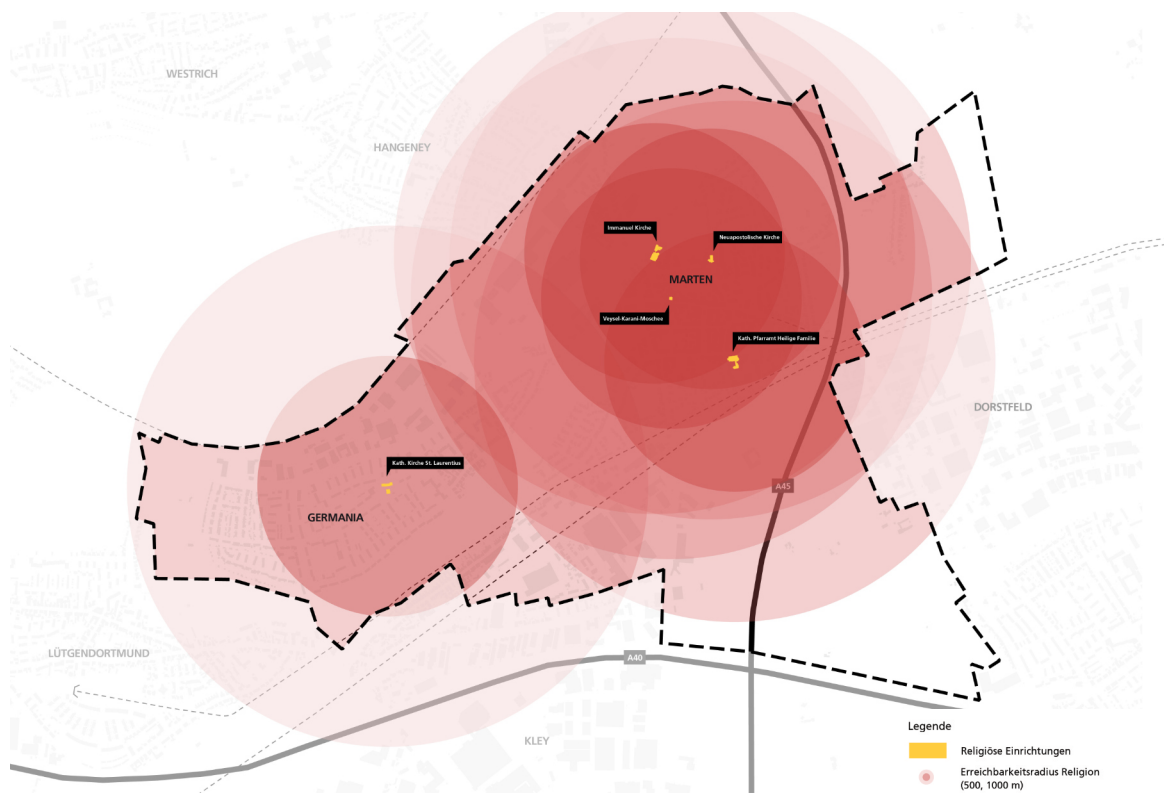 WESTRICH
HANGENEY
Immanuel Kirche
Neuapostolische Kirche
MARTEN
Veysel-Karani-Moschee
Kath. Pfarramt Heilige Familie
DORSTFELD
Kath. Kirche St. Laurentius
A45
GERMANIA
LÜTGENDORTMUND
A40
KLEY
Legende
Religiöse Einrichtungen
Erreichbarkeitsradius Religion
(500, 1000 m)